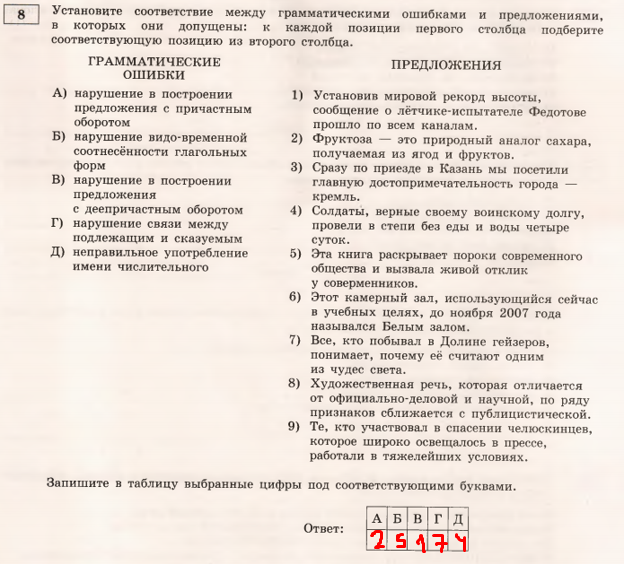 8
Установите соответствие между грамматическими ошибками и предложениями,
в которых они допущены: к каждой позиции первого столбца подберите
соответствующую позицию из второго столбца.
ГРАММАТИЧЕСКИЕ
ОШИБКИ
А) нарушение в построении
предложения с причастным
оборотом
Б) нарушение видо-временной
соотнесённости глагольных
форм
В) нарушение в построении
предложения
с деепричастным оборотом
Г) нарушение связи между
подлежащим и сказуемым
Д) неправильное употребление
имени числительного
ПРЕДЛОЖЕНИЯ
1) Установив мировой рекорд высоты,
сообщение о лётчике-испытателе Федотове
прошло по всем каналам.
2) Фруктоза — это природный аналог сахара,
получаемая из ягод и фруктов.
3) Сразу по приезде в Казань мы посетили
главную достопримечательность города —
кремль.
4) Солдаты, верные своему воинскому долгу,
провели в степи без еды и воды четыре
суток.
5) Эта книга раскрывает пороки современного
общества и вызвала живой отклик
у соверменников.
6) Этот камерный зал, использующийся сейчас
в учебных целях, до ноября 2007 года
назывался Белым залом.
7) Все, кто побывал в Долине гейзеров,
понимает, почему её считают одним
из чудес света.
8) Художественная речь, которая отличается
от официально-деловой и научной, по ряду
признаков сближается с публицистической.
9) Те, кто участвовал в спасении челюскинцев,
которое широко освещалось в прессе,
работали в тяжелейших условиях.
Запишите в таблицу выбранные цифры под соответствующими буквами.
Ответ:
А Б В Г Д
2 5 1 7 4